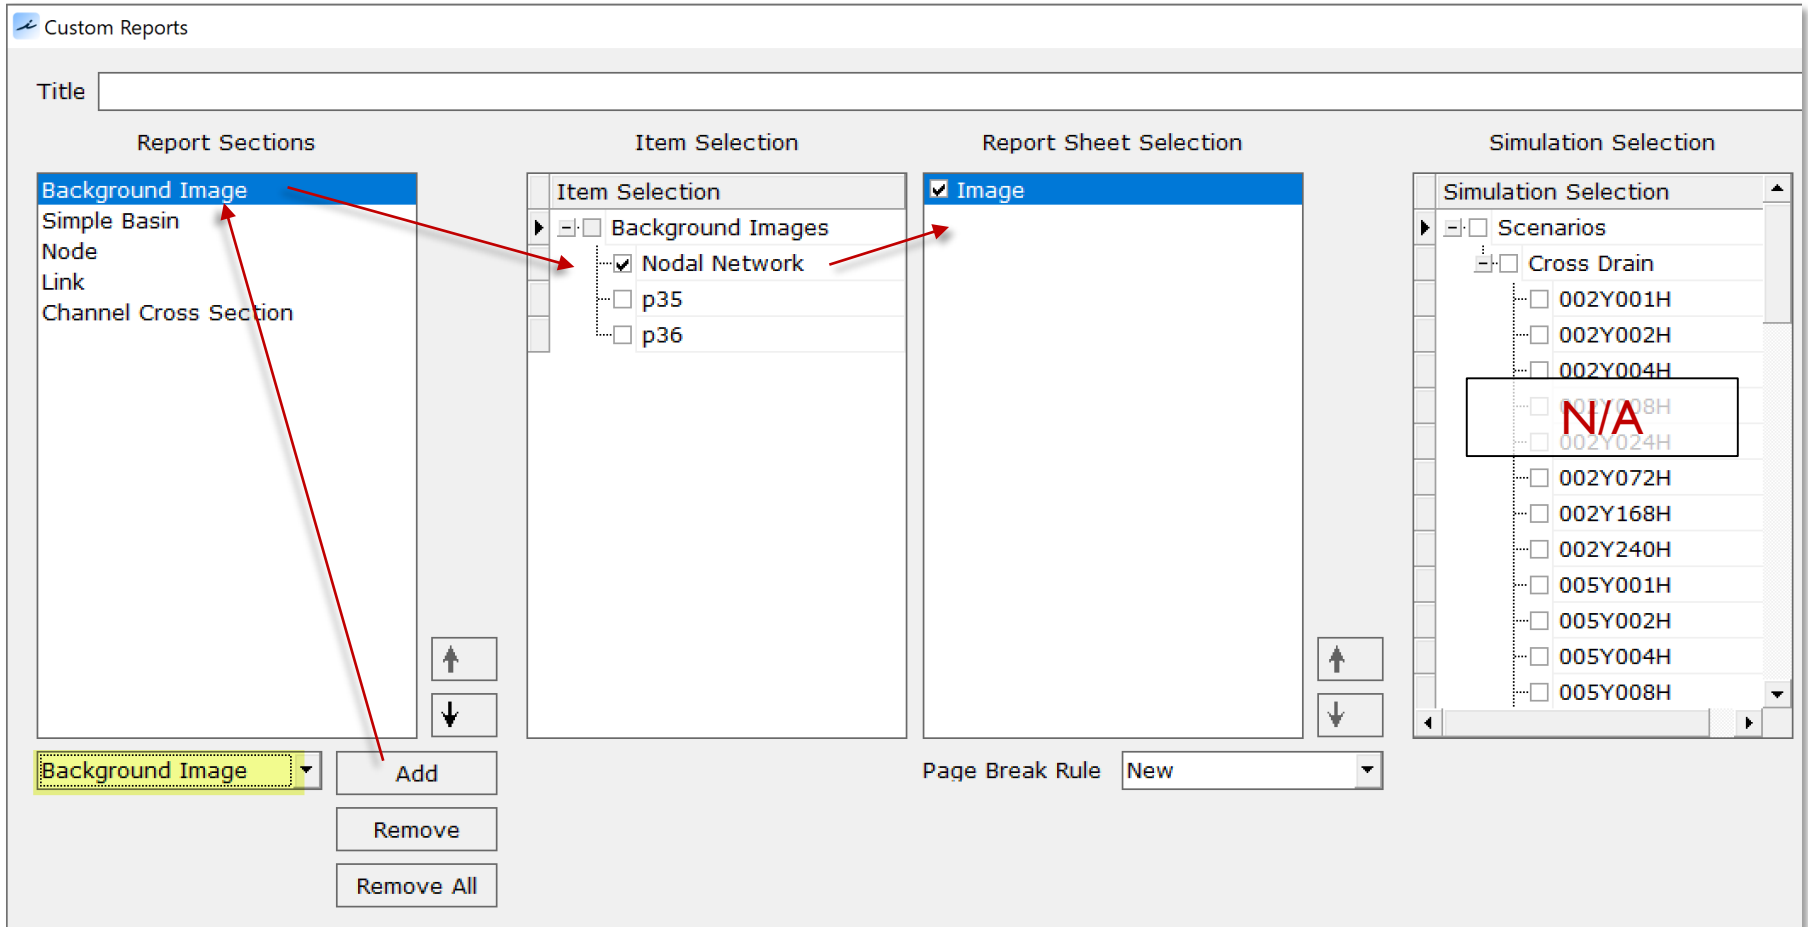 Custom Reports
Title
Report Sections
Item Selection
Report Sheet Selection
Simulation Selection
Background Image
Simple Basin
Node
Link
Channel Cross Section
Item Selection
Background Images
Nodal Network
p35
p36
Image
Simulation Selection
Scenarios
Cross Drain
002Y001H
002Y002H
002Y004H
002Y008H
N/A
002Y024H
002Y072H
002Y168H
002Y240H
005Y001H
005Y002H
005Y004H
005Y008H
Background Image
Add
Remove
Remove All
Page Break Rule
New